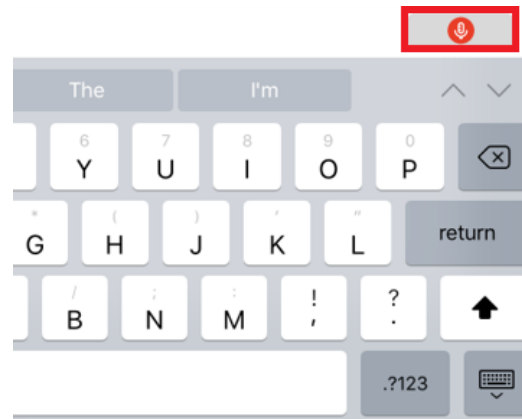 The I'm
6 7 8 9 0
Y U I O P
* ( ) ' "
G H J K L return
/ ; : ! ?
B N M , .
.?123